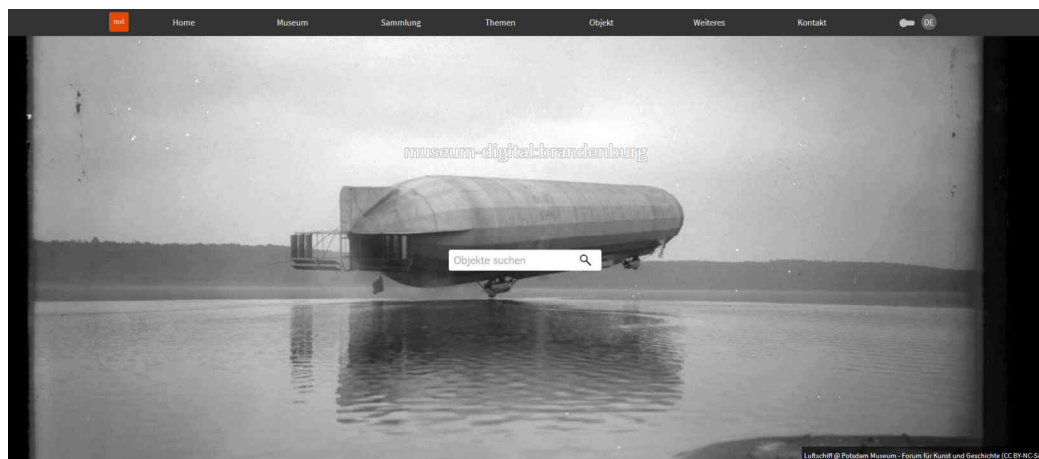 md
Home
Museum
Sammlung
Themen
Objekt
Weiteres
Kontakt
DE
museum-digital:brandenburg
Objekte suchen
Luftschiff @ Potsdam Museum - Forum für Kunst und Geschichte (CC BY-NC-SA